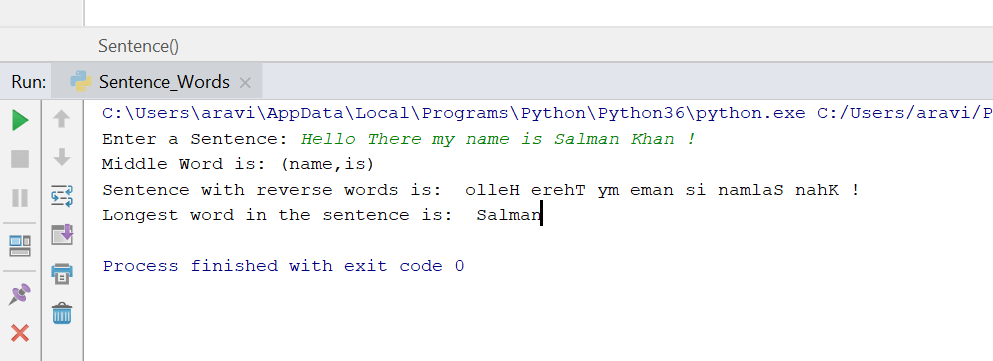 Sentence()
Run: Sentence_Words ×
C:\Users\aravi\AppData\Local\Programs\Python\Python36\python.exe C:/Users/aravi/P
Enter a Sentence: Hello There my name is Salman Khan !
Middle Word is: (name,is)
Sentence with reverse words is:  olleH erehT ym eman si namlaS nahK !
Longest word in the sentence is:  Salman
Process finished with exit code 0